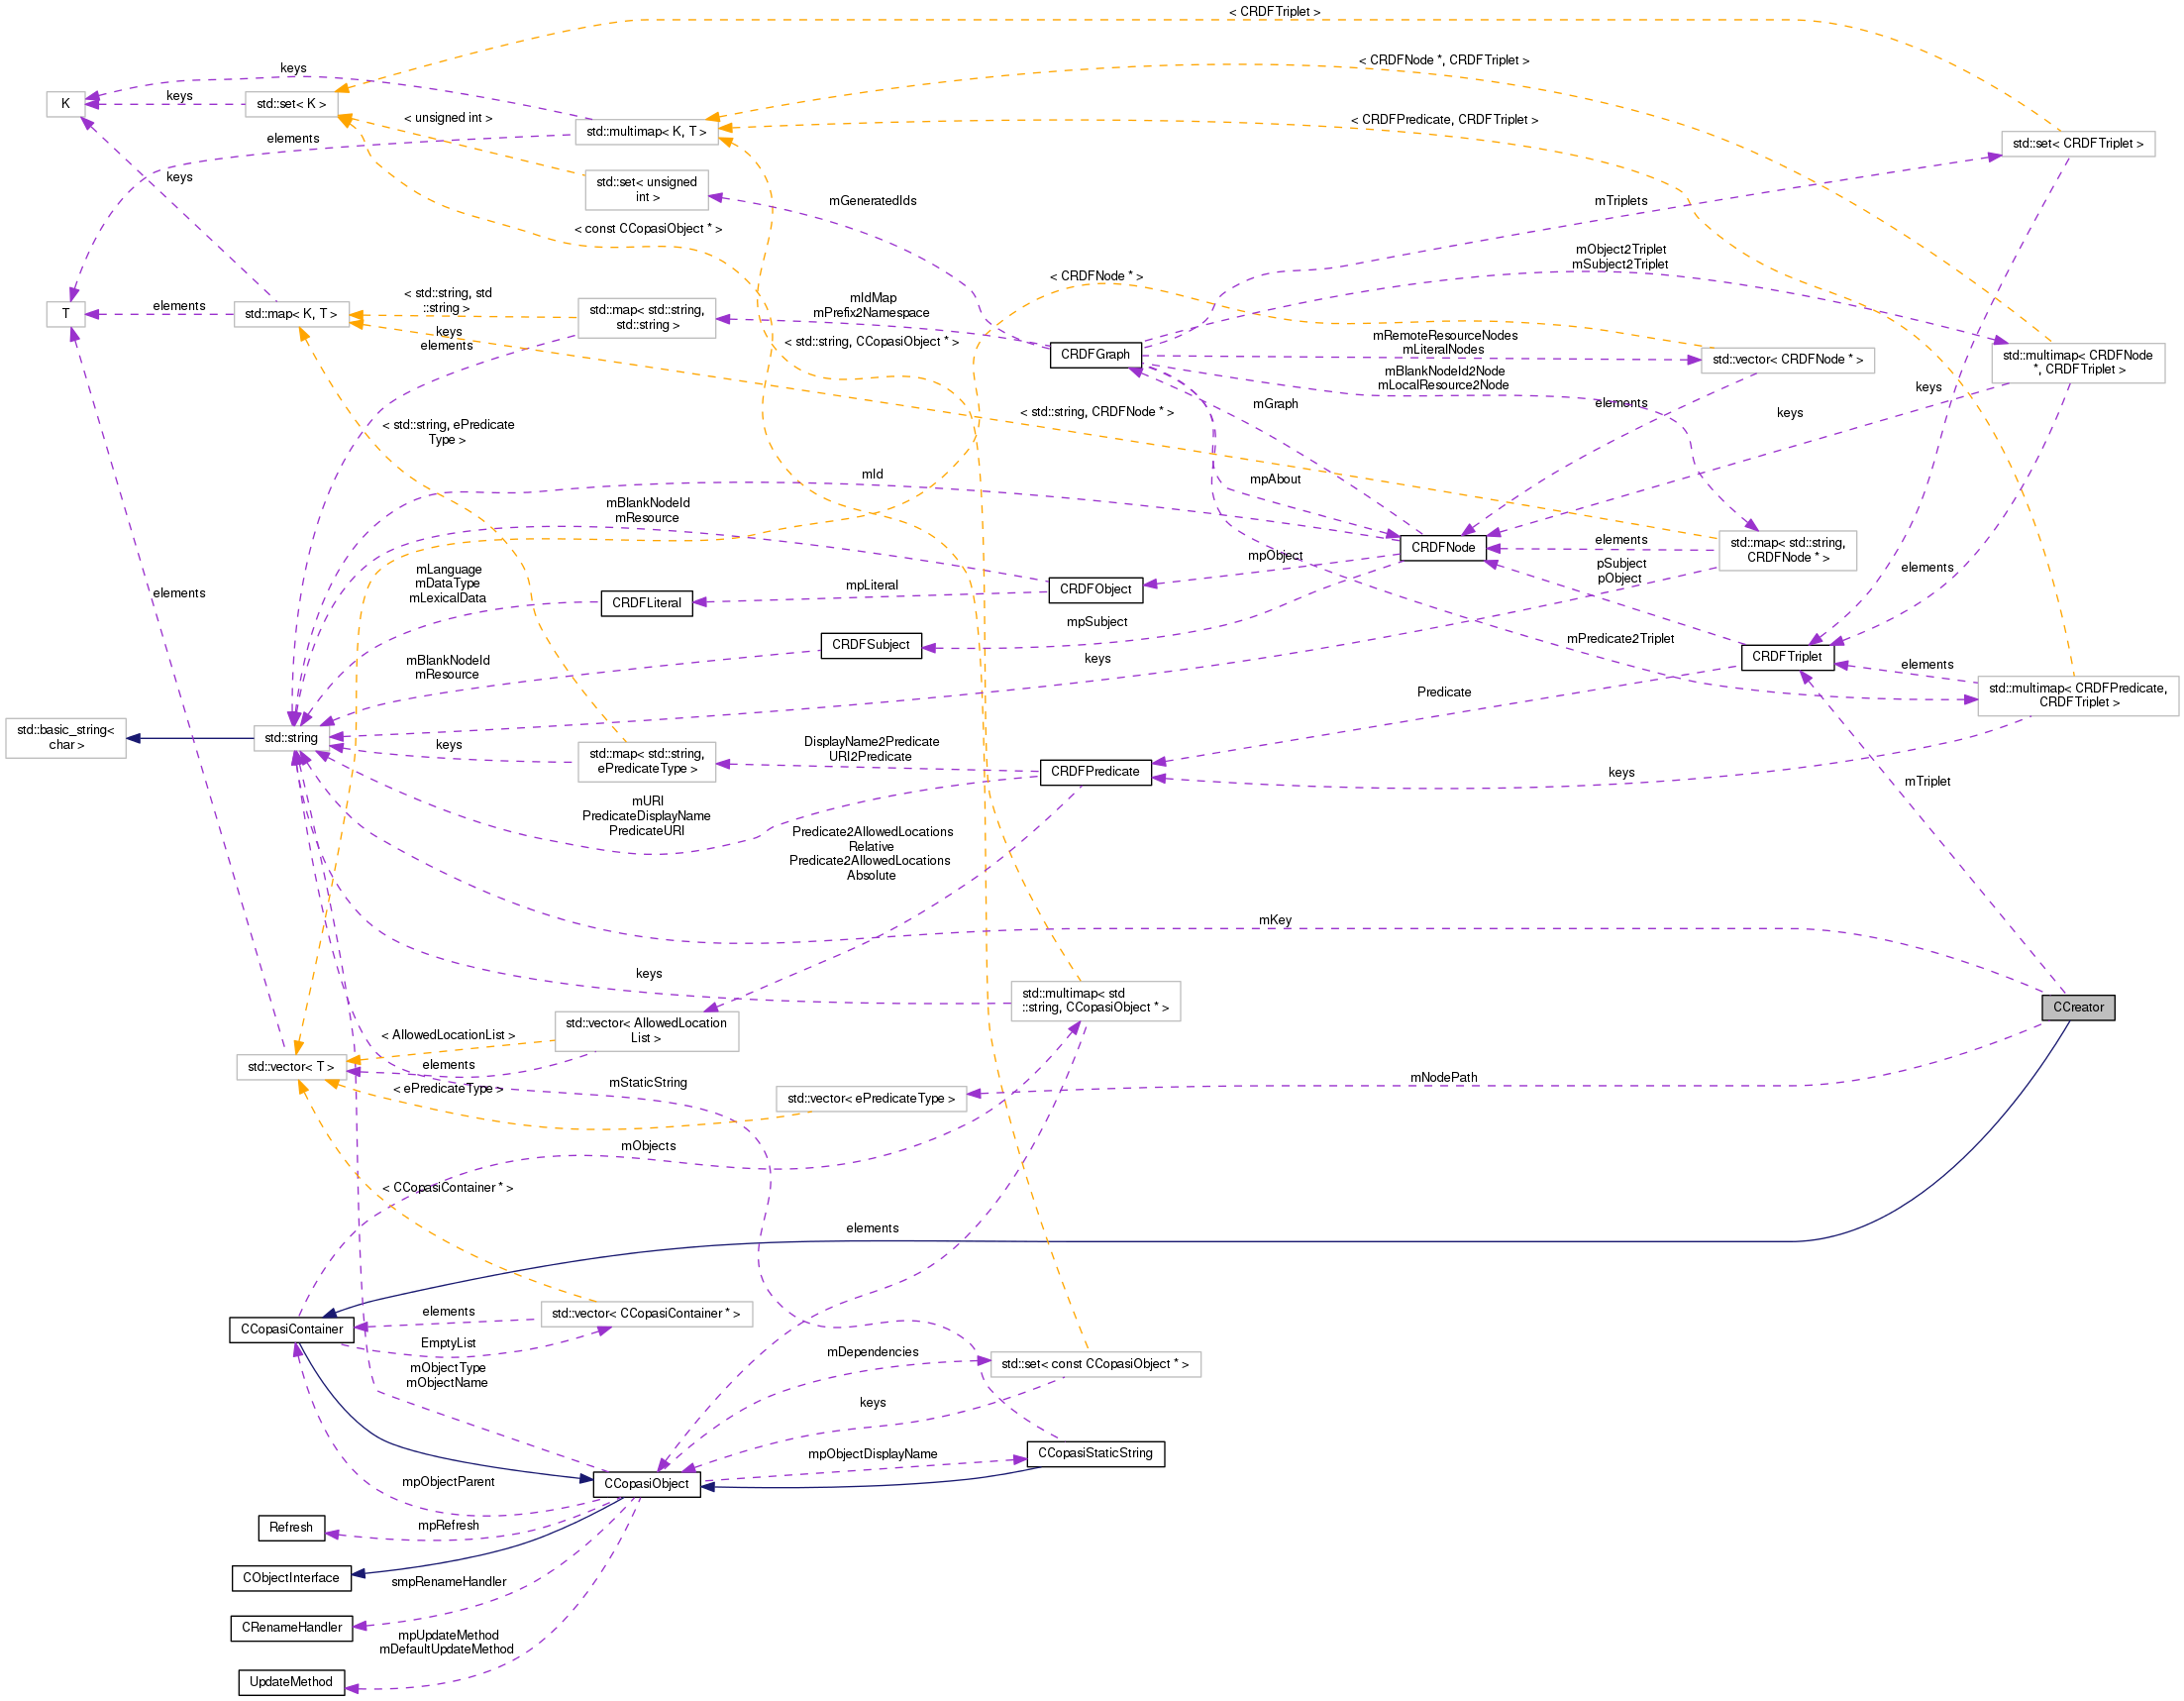 < CRDFTriplet >
< CRDFNode *, CRDFTriplet >
keys
K
keys
std::set< K >
< unsigned int >
std::multimap< K, T >
< CRDFPredicate, CRDFTriplet >
std::set< CRDFTriplet >
elements
keys
std::set< unsigned
int >
mGeneratedIds
mTriplets
< const CCopasiObject * >
mObject2Triplet
mSubject2Triplet
< CRDFNode * >
T
elements
std::map< K, T >
< std::string, std
::string >
std::map< std::string,
std::string >
mIdMap
mPrefix2Namespace
keys
elements
< std::string, CCopasiObject * >
CRDFGraph
mRemoteResourceNodes
mLiteralNodes
std::vector< CRDFNode * >
std::multimap< CRDFNode
*, CRDFTriplet >
mBlankNodeId2Node
mLocalResource2Node
keys
mGraph
elements
< std::string, CRDFNode * >
keys
< std::string, ePredicate
Type >
mId
mpAbout
mBlankNodeId
mResource
CRDFNode
elements
std::map< std::string,
CRDFNode * >
mpObject
pSubject
pObject
elements
mLanguage
mDataType
mLexicalData
mpLiteral
CRDFObject
elements
CRDFLiteral
mpSubject
CRDFSubject
mPredicate2Triplet
keys
CRDFTriplet
elements
mBlankNodeId
mResource
Predicate
std::multimap< CRDFPredicate,
CRDFTriplet >
std::basic_string<
char >
std::string
keys
std::map< std::string,
ePredicateType >
DisplayName2Predicate
URI2Predicate
CRDFPredicate
keys
mTriplet
mURI
PredicateDisplayName
PredicateURI
Predicate2AllowedLocations
Relative
Predicate2AllowedLocations
Absolute
mKey
keys
std::multimap< std
::string, CCopasiObject * >
CCreator
< AllowedLocationList >
std::vector< AllowedLocation
List >
std::vector< T >
elements
< ePredicateType >
mStaticString
std::vector< ePredicateType >
mNodePath
mObjects
< CCopasiContainer * >
elements
CCopasiContainer
elements
std::vector< CCopasiContainer * >
EmptyList
mObjectType
mObjectName
mDependencies
std::set< const CCopasiObject * >
keys
mpObjectDisplayName
CCopasiStaticString
mpObjectParent
CCopasiObject
Refresh
mpRefresh
CObjectInterface
smpRenameHandler
CRenameHandler
mpUpdateMethod
mDefaultUpdateMethod
UpdateMethod